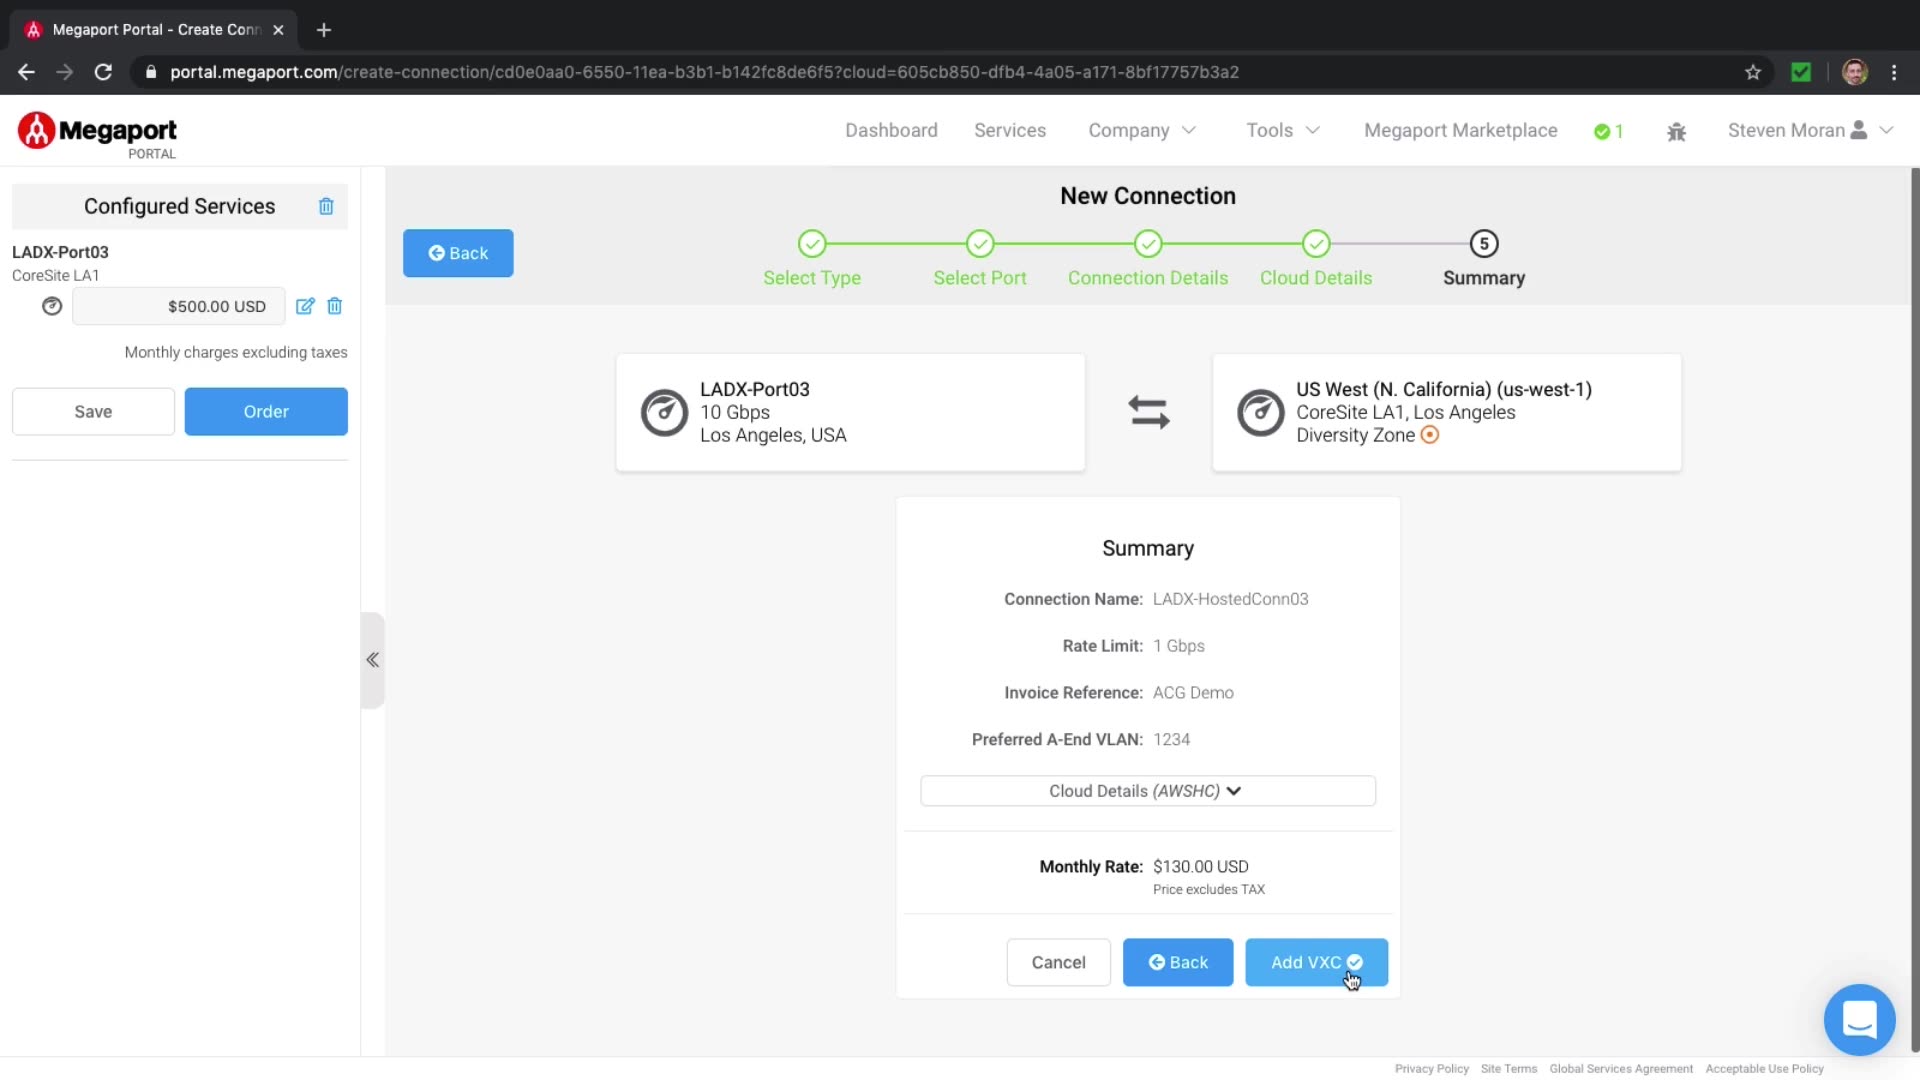 Megaport Portal - Create Conn
portal.megaport.com/create-connection/cd0e0aa0-6550-11ea-b3b1-b142fc8de6f5?cloud=605cb850-dfb4-4a05-a171-8bf17757b3a2
Megaport
PORTAL
Dashboard
Services
Company
Tools
Megaport Marketplace
1
Steven Moran
Configured Services
LADX-Port03
CoreSite LA1
$500.00 USD
Monthly charges excluding taxes
Save
Order
New Connection
Back
Select Type
Select Port
Connection Details
Cloud Details
5
Summary
LADX-Port03
10 Gbps
Los Angeles, USA
US West (N. California) (us-west-1)
CoreSite LA1, Los Angeles
Diversity Zone
Summary
Connection Name: LADX-HostedConn03
Rate Limit: 1 Gbps
Invoice Reference: ACG Demo
Preferred A-End VLAN: 1234
Cloud Details (AWSHC)
Monthly Rate: $130.00 USD
Price excludes TAX
Cancel
Back
Add VXC
Privacy Policy
Site Terms
Global Services Agreement
Acceptable Use Policy